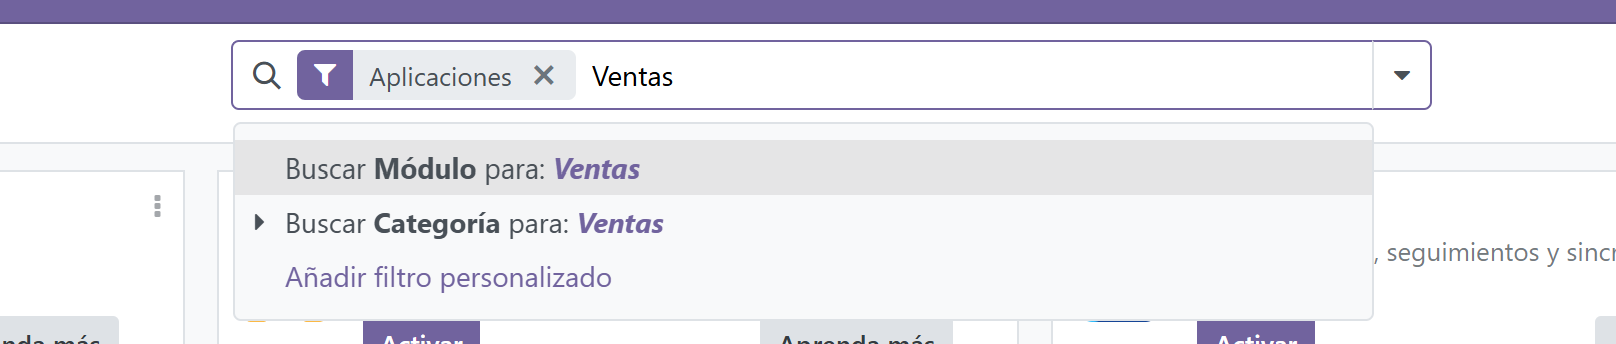 Aplicaciones Ventas
Buscar Módulo para: Ventas
Buscar Categoría para: Ventas
Añadir filtro personalizado
, seguimientos y sincr
nda más
Activar
Aprenda más
Activar